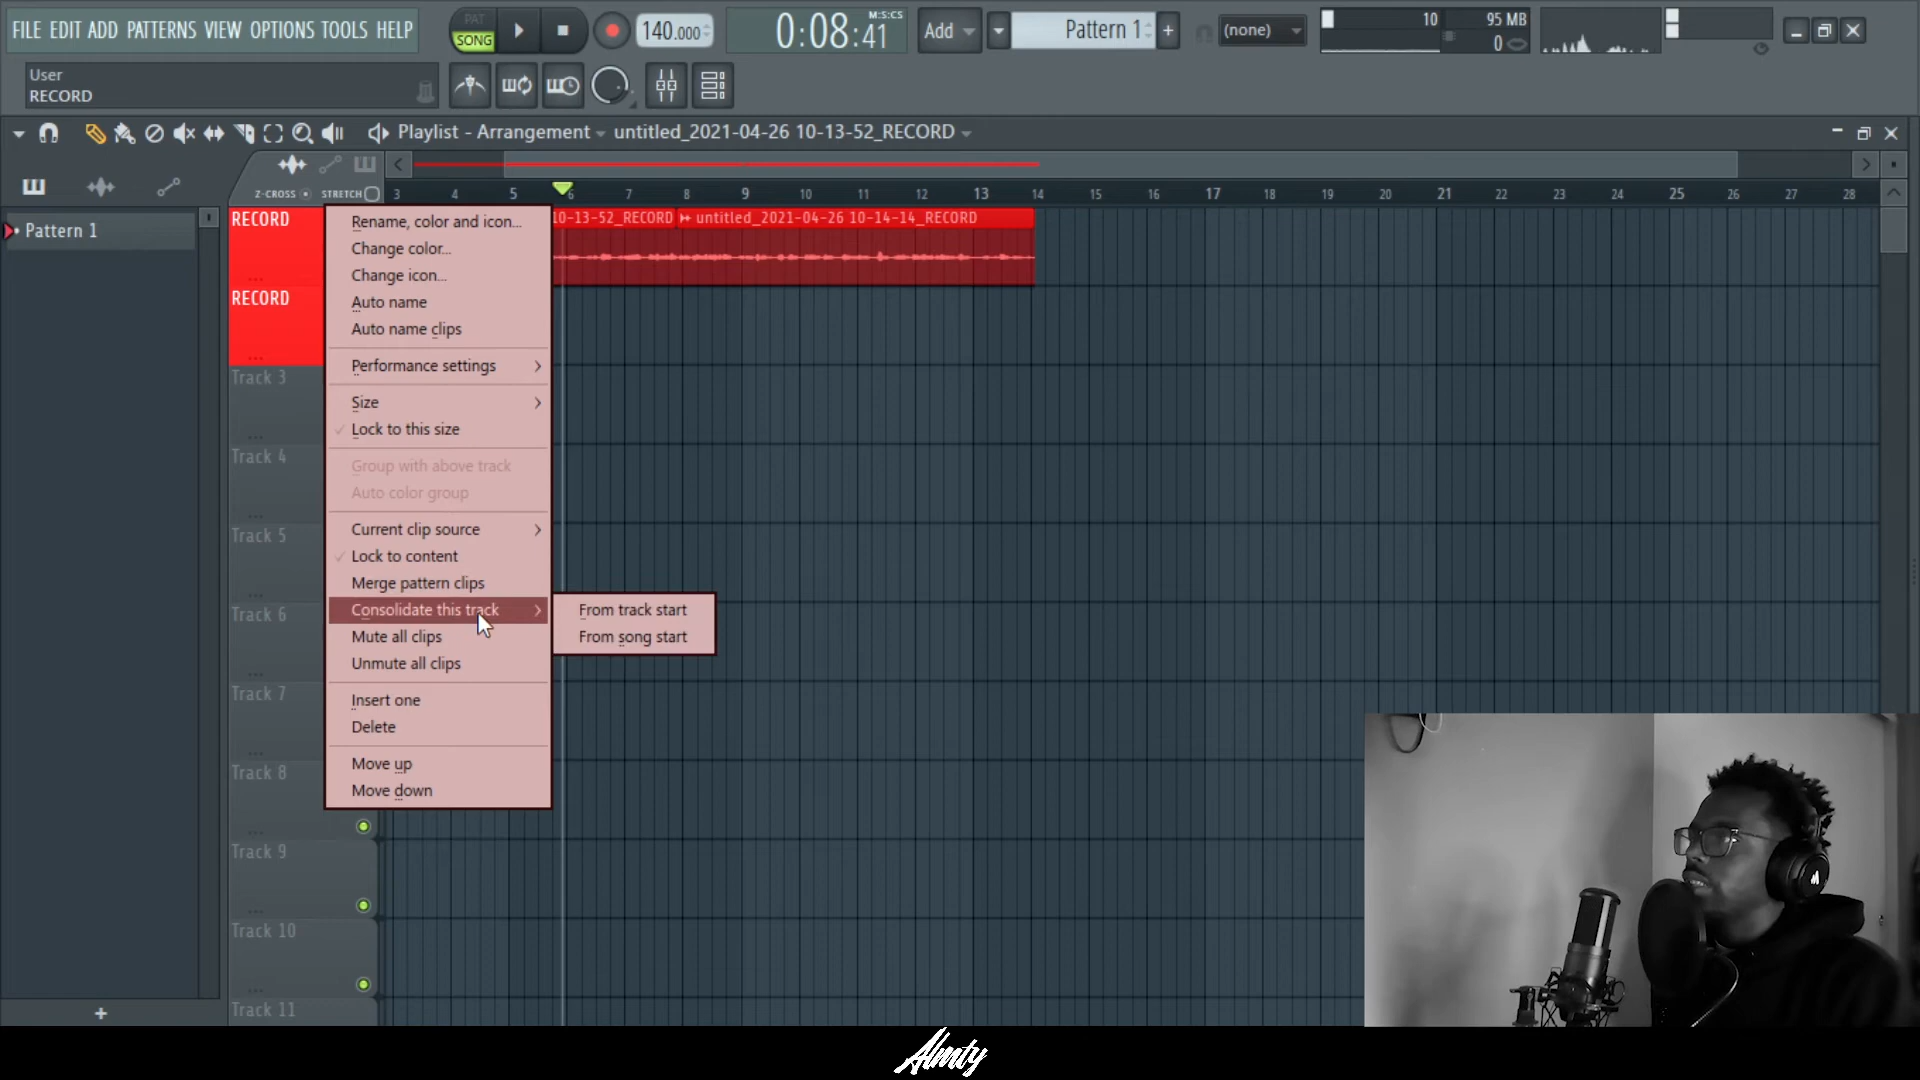 FILE EDIT ADD PATTERNS VIEW OPTIONS TOOLS HELP
PAT
SONG
140.000
M:S:CS
0:08:41
Add
Pattern 1
+
(none)
10
95 MB
0
User
RECORD
Playlist - Arrangement
untitled_2021-04-26 10-13-52_RECORD
Z-CROSS
STRETCH
3 4 5 6 7 8 9 10 11 12 13 14 15 16 17 18 19 20 21 22 23 24 25 26 27 28
Pattern 1
RECORD
10-13-52_RECORD
untitled_2021-04-26 10-14-14_RECORD
RECORD
Track 3
Track 4
Track 5
Track 6
Track 7
Track 8
Track 9
Track 10
Track 11
Rename, color and icon...
Change color...
Change icon...
Auto name
Auto name clips
Performance settings
Size
Lock to this size
Group with above track
Auto color group
Current clip source
Lock to content
Merge pattern clips
Consolidate this track
Mute all clips
Unmute all clips
Insert one
Delete
Move up
Move down
From track start
From song start
+
Almty